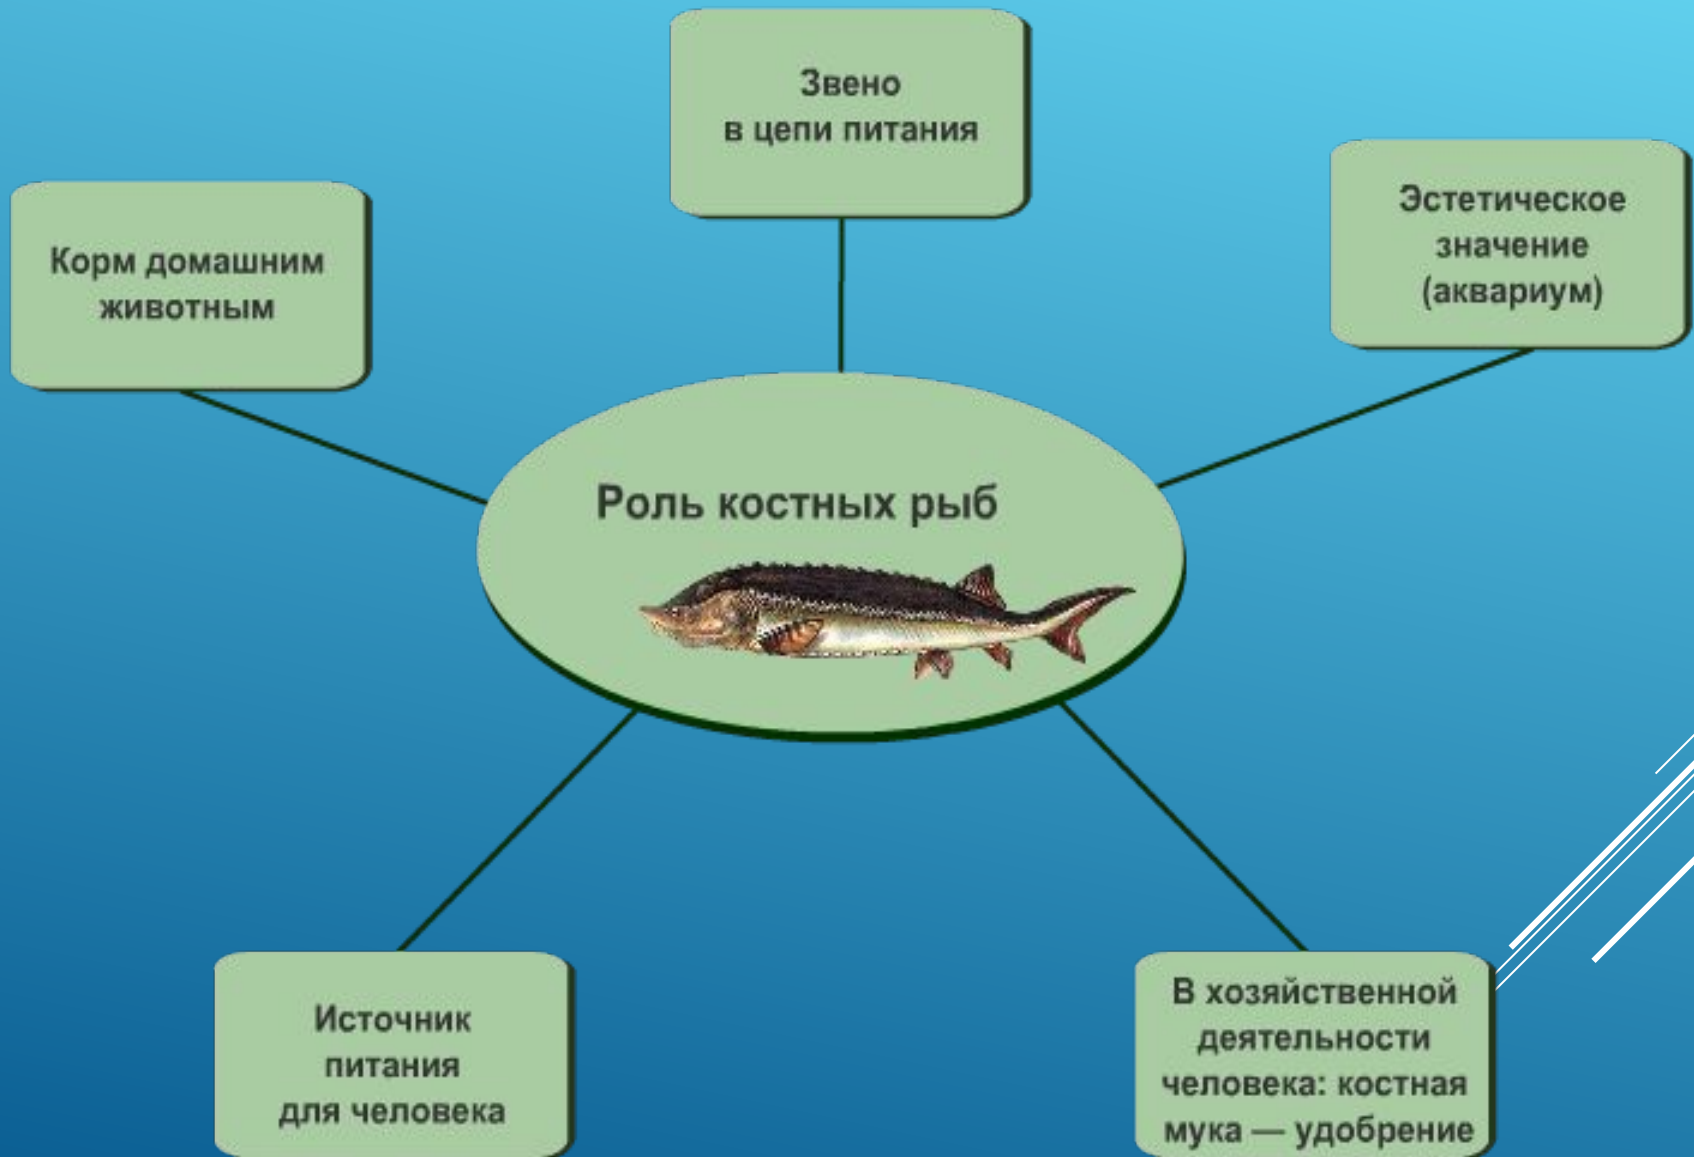 Звено
в цепи питания
Эстетическое
значение
(аквариум)
Корм домашним
животным
Роль костных рыб
Источник
питания
для человека
В хозяйственной
деятельности
человека: костная
мука — удобрение